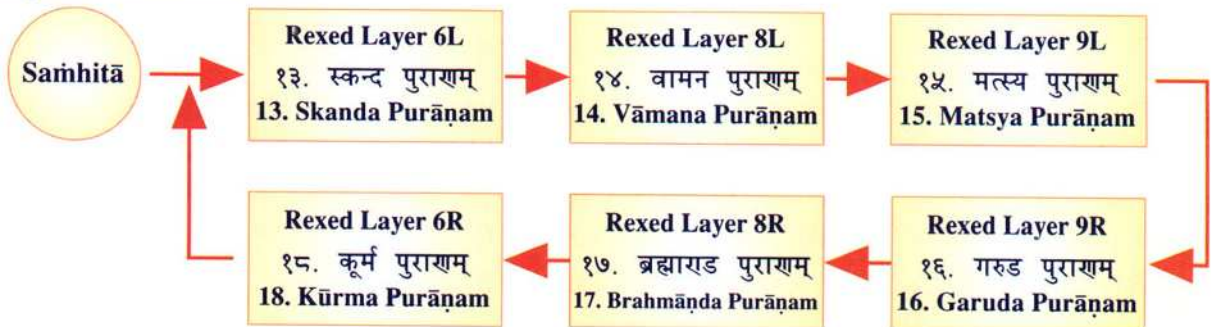 Saṁhitā
Rexed Layer 6L
१३. स्कन्द पुराणम्
13. Skanda Purāṇam
Rexed Layer 8L
१४. वामन पुराणम्
14. Vāmana Purāṇam
Rexed Layer 9L
१५. मत्स्य पुराणम्
15. Matsya Purāṇam
Rexed Layer 9R
१६. गरुड पुराणम्
16. Garuda Purāṇam
Rexed Layer 8R
१७. ब्रह्माण्ड पुराणम्
17. Brahmāṇda Purāṇam
Rexed Layer 6R
१८. कूर्म पुराणम्
18. Kūrma Purāṇam